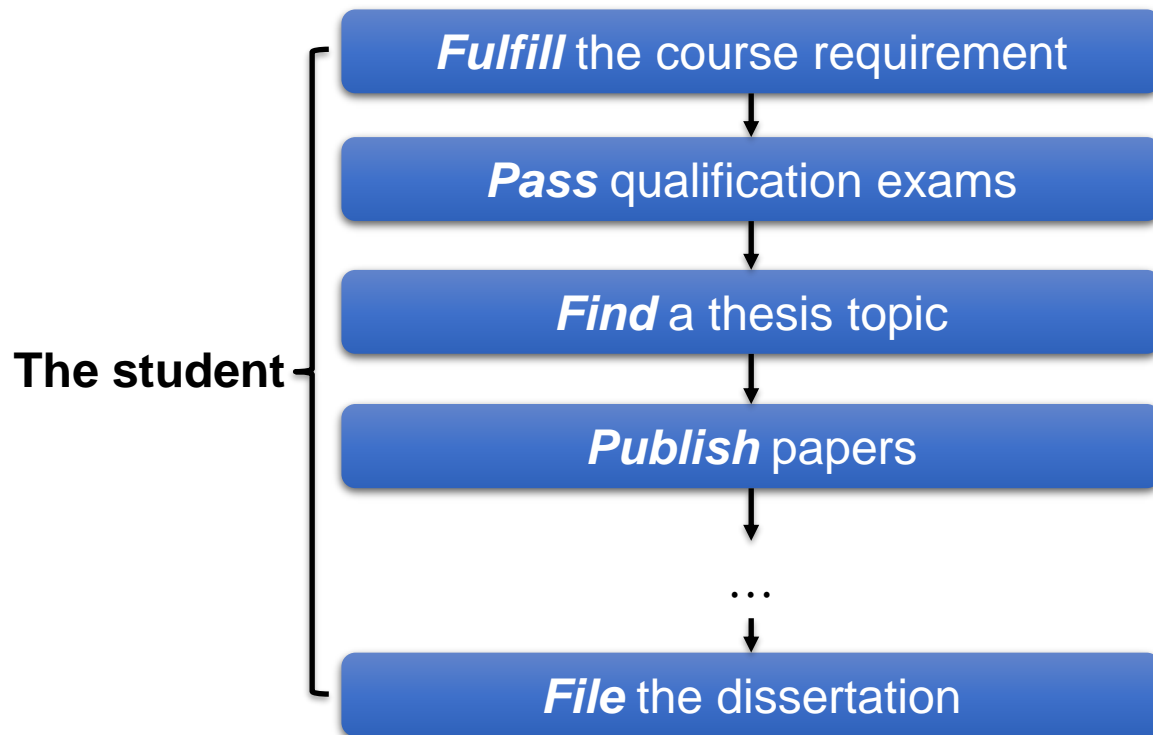 Fulfill the course requirement
Pass qualification exams
Find a thesis topic
The student
Publish papers
...
File the dissertation